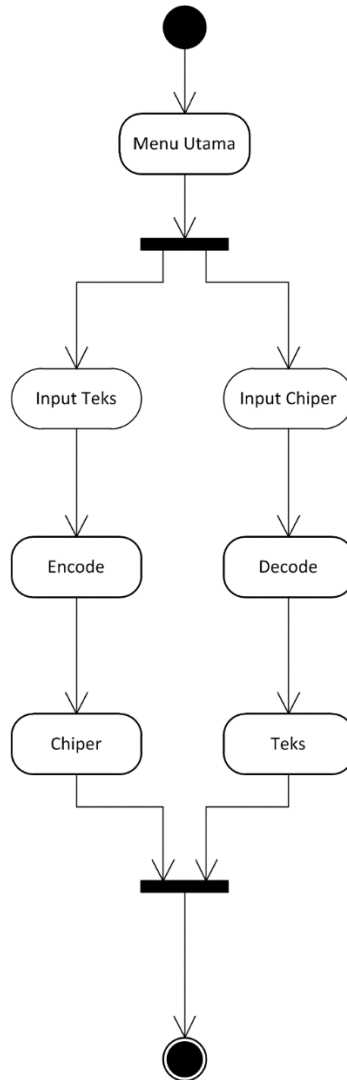 Menu Utama
Input Teks
Input Chiper
Encode
Decode
Chiper
Teks